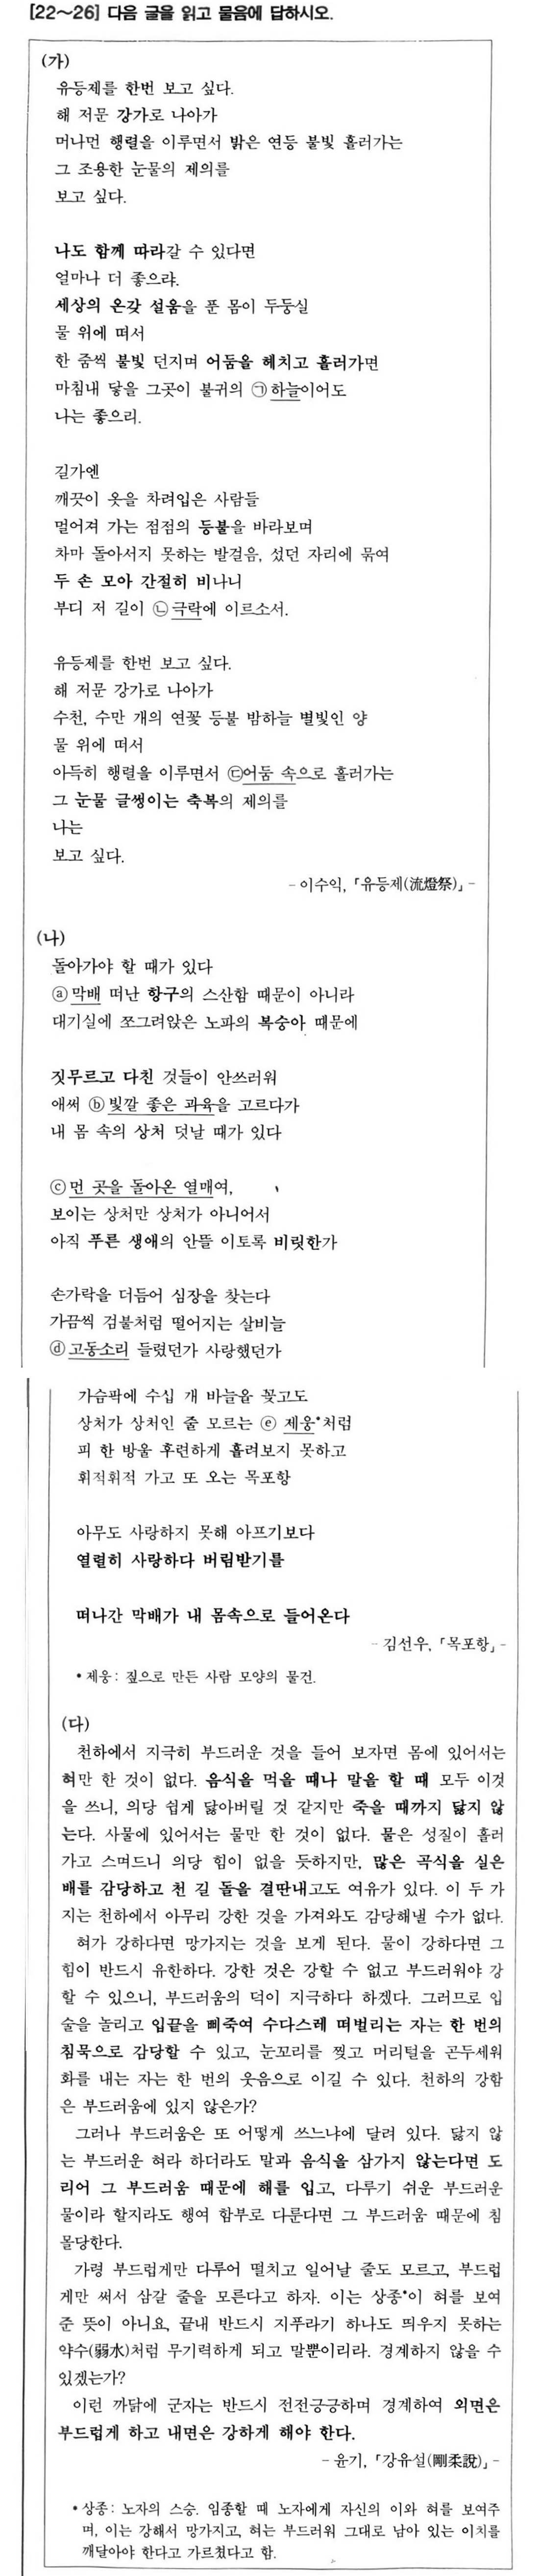 [22～26] 다음 글을 읽고 물음에 답하시오.
(가)
유등제를 한번 보고 싶다.
해 저문 강가로 나아가
머나먼 행렬을 이루면서 밝은 연등 불빛 흘러가는
그 조용한 눈물의 제의를
보고 싶다.
나도 함께 따라갈 수 있다면
얼마나 더 좋으랴.
세상의 온갖 설움을 푼 몸이 두둥실
물 위에 떠서
한 줌씩 불빛 던지며 어둠을 헤치고 흘러가면
마침내 닿을 그곳이 불귀의 ㉠하늘이어도
나는 좋으리.
길가엔
깨끗이 옷을 차려입은 사람들
멀어져 가는 점점의 등불을 바라보며
차마 돌아서지 못하는 발걸음, 섰던 자리에 묶여
두 손 모아 간절히 비나니
부디 저 길이 ㉡극락에 이르소서.
유등제를 한번 보고 싶다.
해 저문 강가로 나아가
수천, 수만 개의 연꽃 등불 밤하늘 별빛인 양
물 위에 떠서
아득히 행렬을 이루면서 ㉢어둠 속으로 흘러가는
그 눈물 글썽이는 축복의 제의를
나는
보고 싶다.
- 이수익, 「유등제(流燈祭)」 -
(나)
돌아가야 할 때가 있다
ⓐ막배 떠난 항구의 스산함 때문이 아니라
대기실에 쪼그려앉은 노파의 복숭아 때문에
짓무르고 다친 것들이 안쓰러워
애써 ⓑ빛깔 좋은 과육을 고르다가
내 몸 속의 상처 덧날 때가 있다
ⓒ먼 곳을 돌아온 열매여,
보이는 상처만 상처가 아니어서
아직 푸른 생애의 안뜰 이토록 비릿한가
손가락을 더듬어 심장을 찾는다
가끔씩 검불처럼 떨어지는 살비늘
ⓓ고동소리 들렸던가 사랑했던가
가슴팍에 수십 개 바늘을 꽂고도
상처가 상처인 줄 모르는 ⓔ 제웅*처럼
피 한 방울 후련하게 흘려보지 못하고
휘적휘적 가고 또 오는 목포항
아무도 사랑하지 못해 아프기보다
열렬히 사랑하다 버림받기를
떠나간 막배가 내 몸속으로 들어온다
- 김선우, 「목포항」 -
* 제웅: 짚으로 만든 사람 모양의 물건.
(다)
천하에서 지극히 부드러운 것을 들어 보자면 몸에 있어서는
혀만 한 것이 없다. 음식을 먹을 때나 말을 할 때 모두 이것
을 쓰니, 의당 쉽게 닳아버릴 것 같지만 죽을 때까지 닳지 않
는다. 사물에 있어서는 물만 한 것이 없다. 물은 성질이 흘러
가고 스며드니 의당 힘이 없을 듯하지만, 많은 곡식을 실은
배를 감당하고 천 길 돌을 결딴내고도 여유가 있다. 이 두 가
지는 천하에서 아무리 강한 것을 가져와도 감당해낼 수가 없다.
혀가 강하다면 망가지는 것을 보게 된다. 물이 강하다면 그
힘이 반드시 유한하다. 강한 것은 강할 수 없고 부드러워야 강
할 수 있으니, 부드러움의 덕이 지극하다 하겠다. 그러므로 입
술을 놀리고 입끝을 삐죽여 수다스레 떠벌리는 자는 한 번의
침묵으로 감당할 수 있고, 눈꼬리를 찢고 머리털을 곤두세워
화를 내는 자는 한 번의 웃음으로 이길 수 있다. 천하의 강함
은 부드러움에 있지 않은가?
그러나 부드러움은 또 어떻게 쓰느냐에 달려 있다. 닳지 않
는 부드러운 혀라 하더라도 말과 음식을 삼가지 않는다면 도
리어 그 부드러움 때문에 해를 입고, 다루기 쉬운 부드러운
물이라 할지라도 행여 함부로 다룬다면 그 부드러움 때문에 침
몰당한다.
가령 부드럽게만 다루어 떨치고 일어날 줄도 모르고, 부드럽
게만 써서 삼갈 줄을 모른다고 하자. 이는 상종*이 혀를 보여
준 뜻이 아니요, 끝내 반드시 지푸라기 하나도 띄우지 못하는
약수(弱水)처럼 무기력하게 되고 말뿐이리라. 경계하지 않을 수
있겠는가?
이런 까닭에 군자는 반드시 전전긍긍하며 경계하여 외면은
부드럽게 하고 내면은 강하게 해야 한다.
- 윤기, 「강유설(剛柔說)」 -
* 상종: 노자의 스승. 임종할 때 노자에게 자신의 이와 혀를 보여주
며, 이는 강해서 망가지고, 혀는 부드러워 그대로 남아 있는 이치를
깨달아야 한다고 가르쳤다고 함.